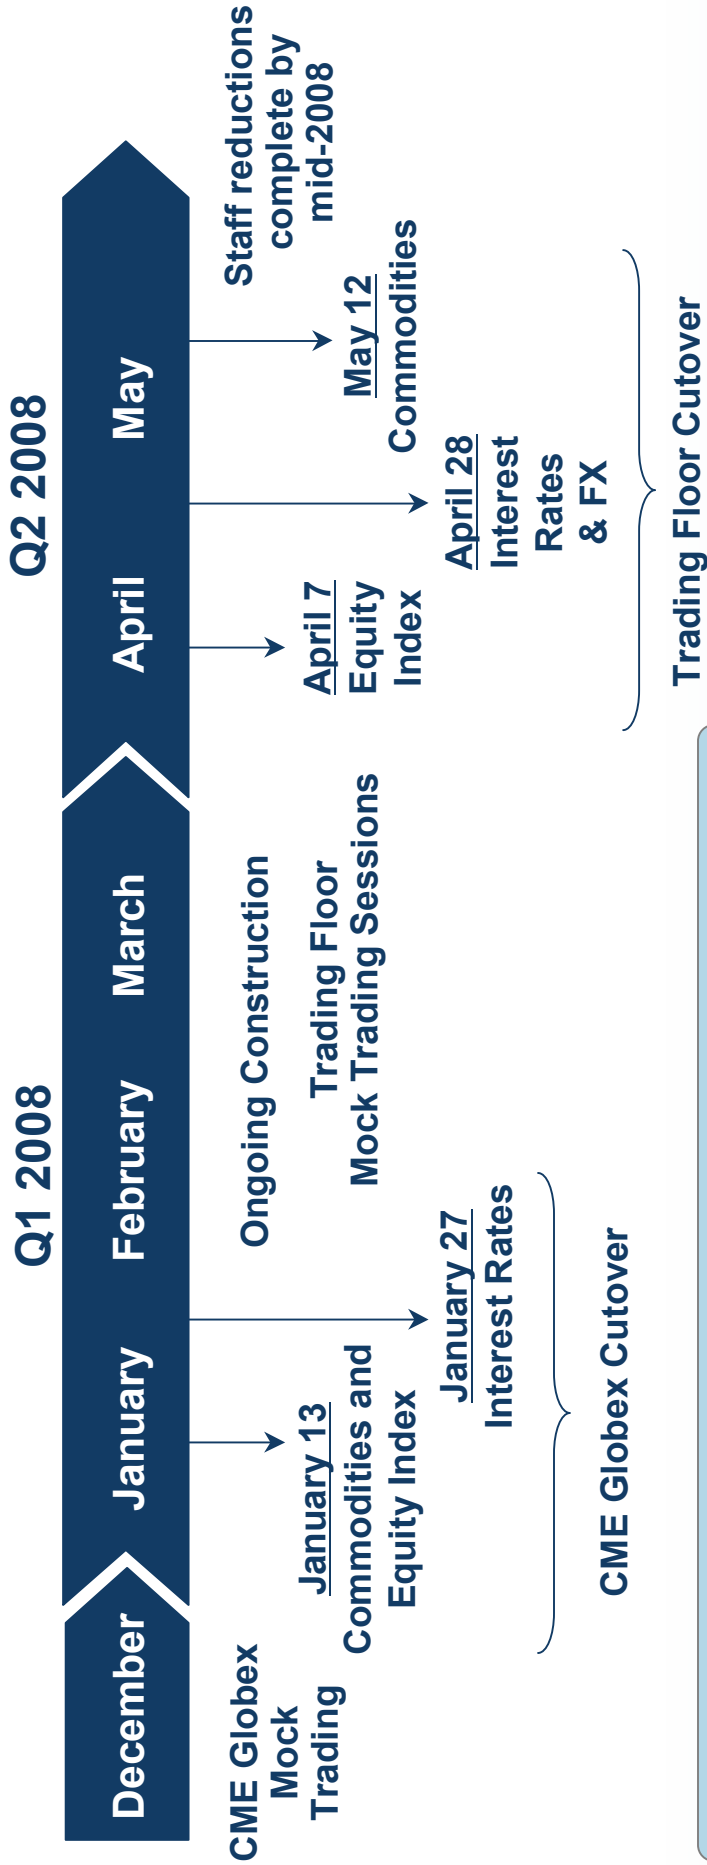 Q1 2008
Q2 2008
December
January
February
March
April
May
CME Globex
Mock
Trading
January 13
Commodities and
Equity Index
January 27
Interest Rates
CME Globex Cutover
Ongoing Construction
Trading Floor
Mock Trading Sessions
April 7
Equity
Index
April 28
Interest
Rates
& FX
May 12
Commodities
Trading Floor Cutover
Staff reductions
complete by
mid-2008